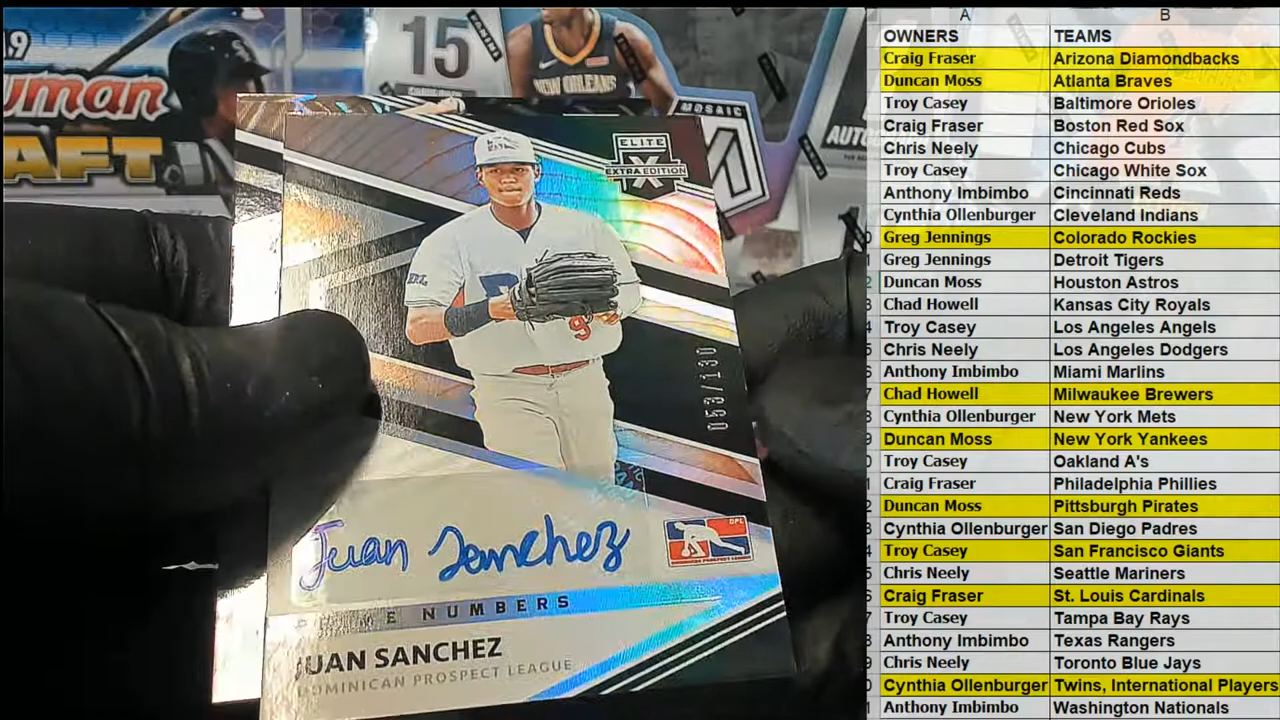 15
PANINI
NEW ORLEANS
MOSAIC
AUTO
ELITE
X
EXTRA EDITION
9
053/130
DPL
Juan Sanchez
NUMBERS
JUAN SANCHEZ
DOMINICAN PROSPECT LEAGUE
A B
OWNERS TEAMS
Craig Fraser Arizona Diamondbacks
Duncan Moss Atlanta Braves
Troy Casey Baltimore Orioles
Craig Fraser Boston Red Sox
Chris Neely Chicago Cubs
Troy Casey Chicago White Sox
Anthony Imbimbo Cincinnati Reds
Cynthia Ollenburger Cleveland Indians
Greg Jennings Colorado Rockies
Greg Jennings Detroit Tigers
Duncan Moss Houston Astros
Chad Howell Kansas City Royals
Troy Casey Los Angeles Angels
Chris Neely Los Angeles Dodgers
Anthony Imbimbo Miami Marlins
Chad Howell Milwaukee Brewers
Cynthia Ollenburger New York Mets
Duncan Moss New York Yankees
Troy Casey Oakland A's
Craig Fraser Philadelphia Phillies
Duncan Moss Pittsburgh Pirates
Cynthia Ollenburger San Diego Padres
Troy Casey San Francisco Giants
Chris Neely Seattle Mariners
Craig Fraser St. Louis Cardinals
Troy Casey Tampa Bay Rays
Anthony Imbimbo Texas Rangers
Chris Neely Toronto Blue Jays
Cynthia Ollenburger Twins, International Players
Anthony Imbimbo Washington Nationals